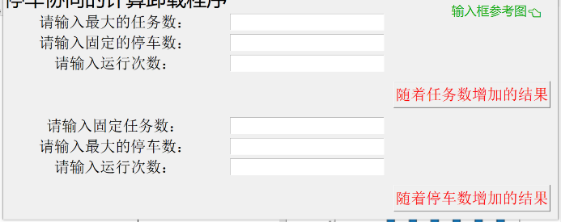 停车协同的计算卸载程序
输入框参考图
请输入最大的任务数：
请输入固定的停车数：
请输入运行次数：
随着任务数增加的结果
请输入固定任务数：
请输入最大的停车数：
请输入运行次数：
随着停车数增加的结果